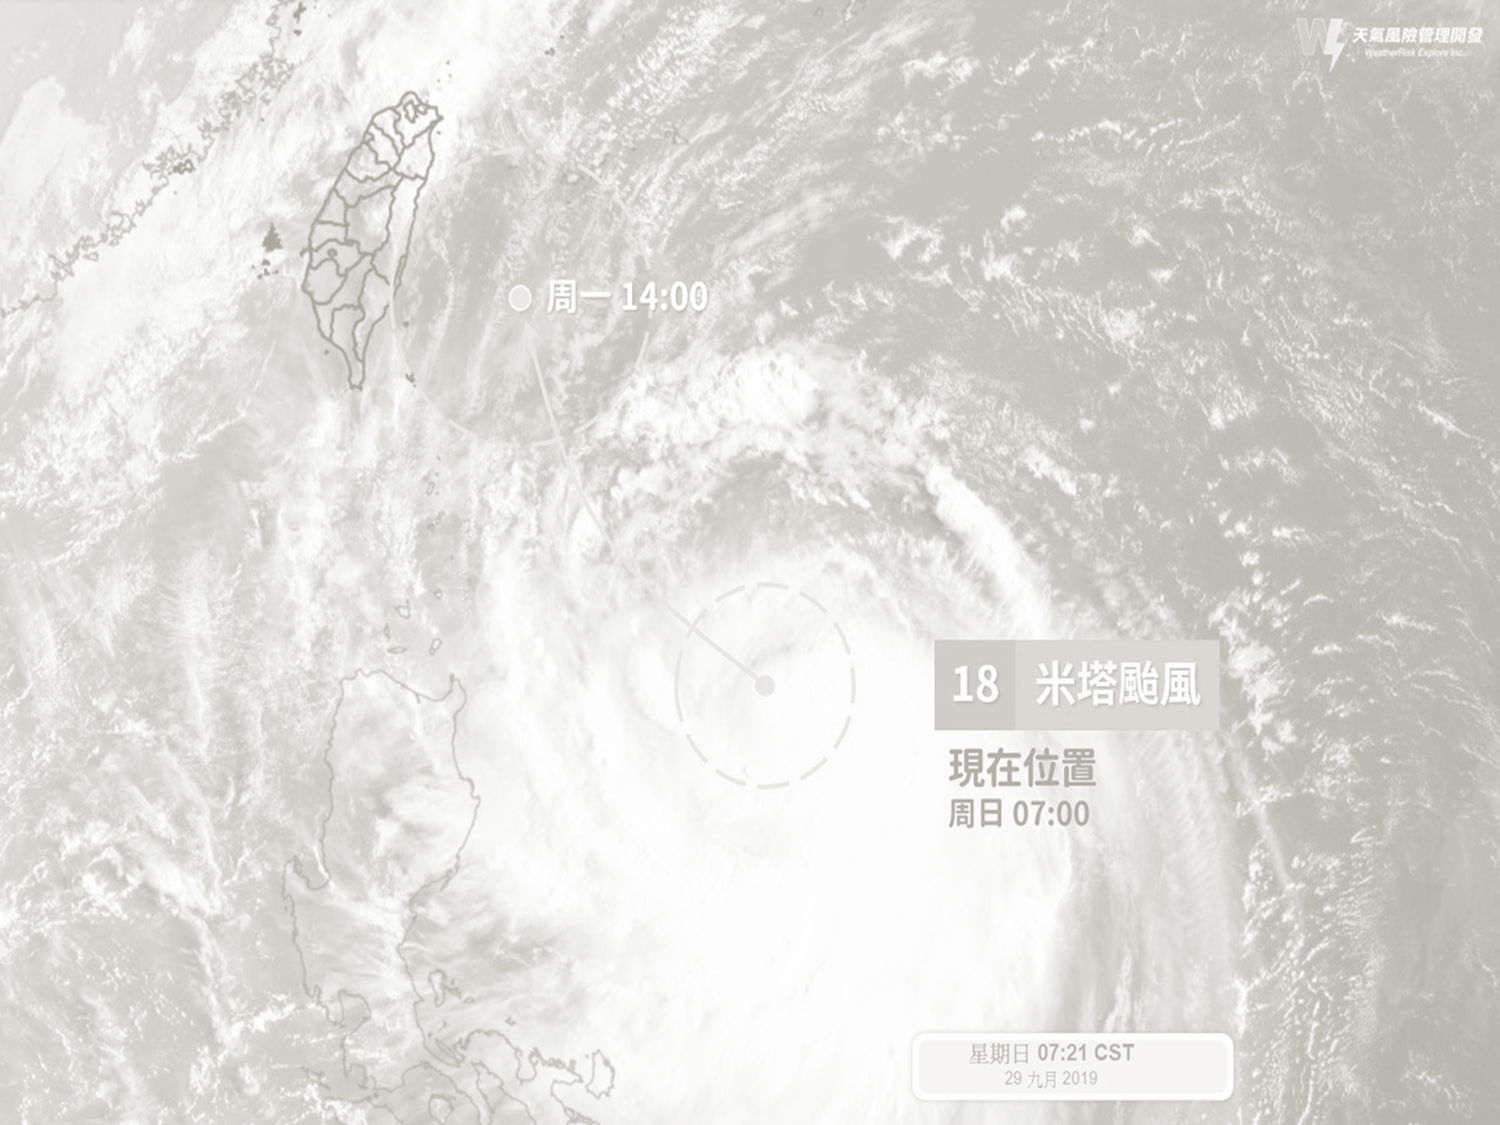 天氣風險管理開發
WeatherRisk Explore Inc.
周一 14:00
18 米塔颱風
現在位置
周日 07:00
星期日 07:21 CST
29 九月 2019